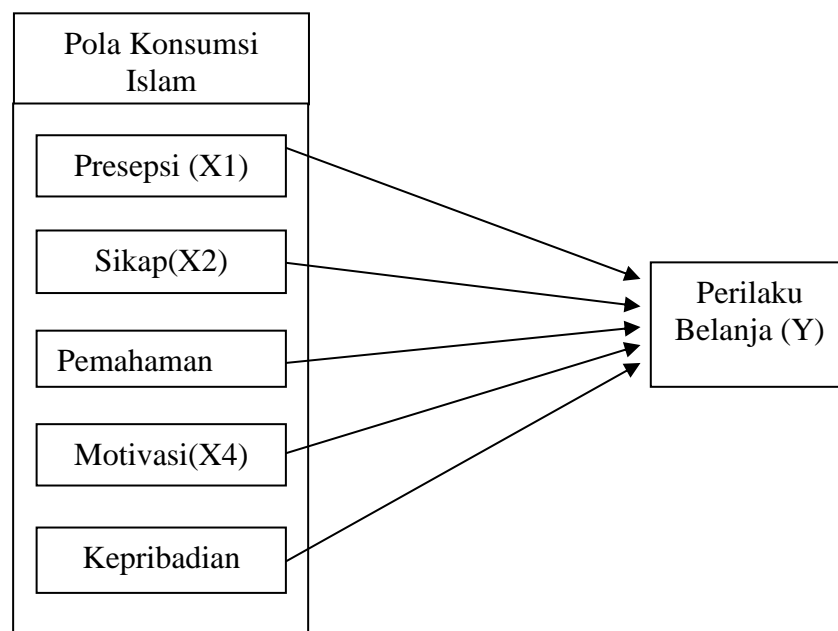 Pola Konsumsi
Islam
Presepsi (X1)
Sikap(X2)
Pemahaman
Motivasi(X4)
Kepribadian
Perilaku
Belanja (Y)